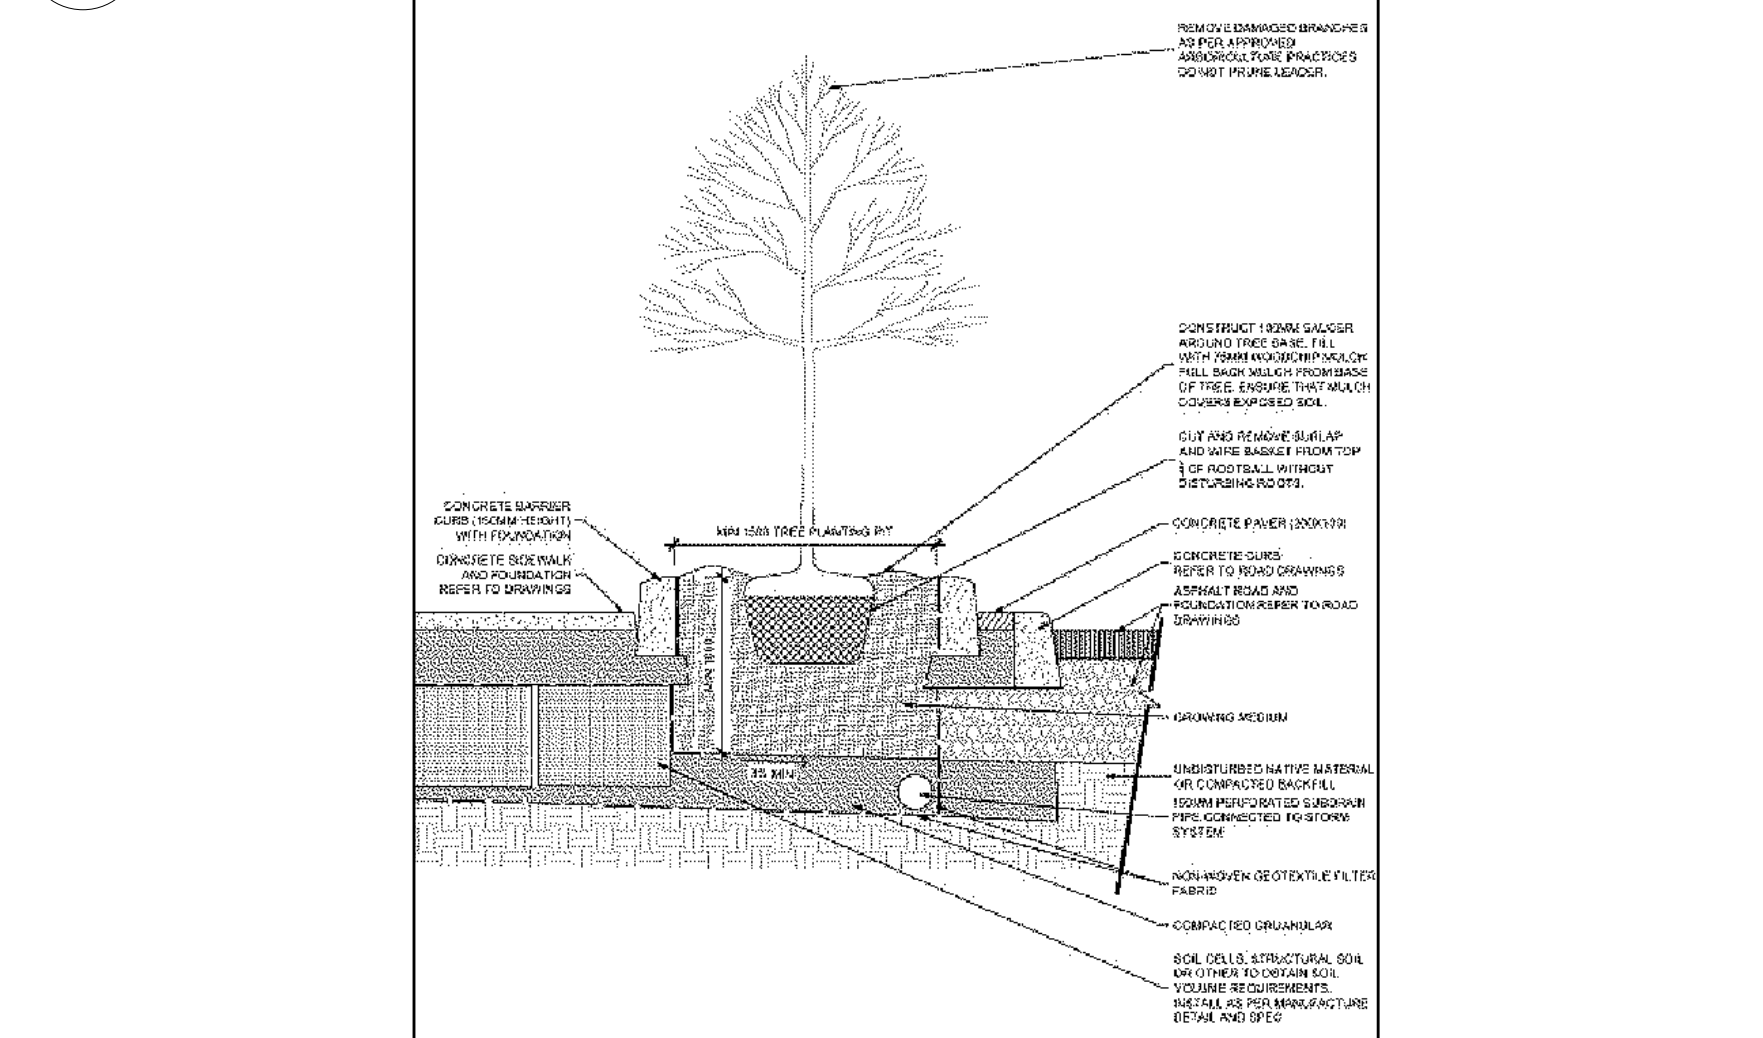 REMOVE DAMAGED BRANCHES
AS PER APPROVED
ARBORICULTURE PRACTICES
DO NOT PRUNE LEADER.
CONSTRUCT 100MM SAUCER
AROUND TREE BASE. FILL
WITH 75MM WOODCHIP MULCH
PULL BACK MULCH FROM BASE
OF TREE. ENSURE THAT MULCH
COVERS EXPOSED SOIL.
CUT AND REMOVE BURLAP
AND WIRE BASKET FROM TOP
OF ROOTBALL WITHOUT
DISTURBING ROOTS.
CONCRETE BARRIER
CURB (150MM HEIGHT)
WITH FOUNDATION
CONCRETE SIDEWALK
AND FOUNDATION
REFER TO DRAWINGS
MIN 1500 TREE PLANTING PIT
CONCRETE PAVER (200X100)
CONCRETE CURB
REFER TO ROAD DRAWINGS
ASPHALT ROAD AND
FOUNDATION REFER TO ROAD
DRAWINGS
GROWING MEDIUM
MIN
UNDISTURBED NATIVE MATERIAL
OR COMPACTED BACKFILL
150MM PERFORATED SUBDRAIN
PIPE CONNECTED TO STORM
SYSTEM
NON-WOVEN GEOTEXTILE FILTER
FABRIC
COMPACTED GRUANULAR
SOIL CELLS, STRUCTURAL SOIL
OR OTHER TO OBTAIN SOIL
VOLUME REQUIREMENTS.
INSTALL AS PER MANUFACTURE
DETAIL AND SPEC